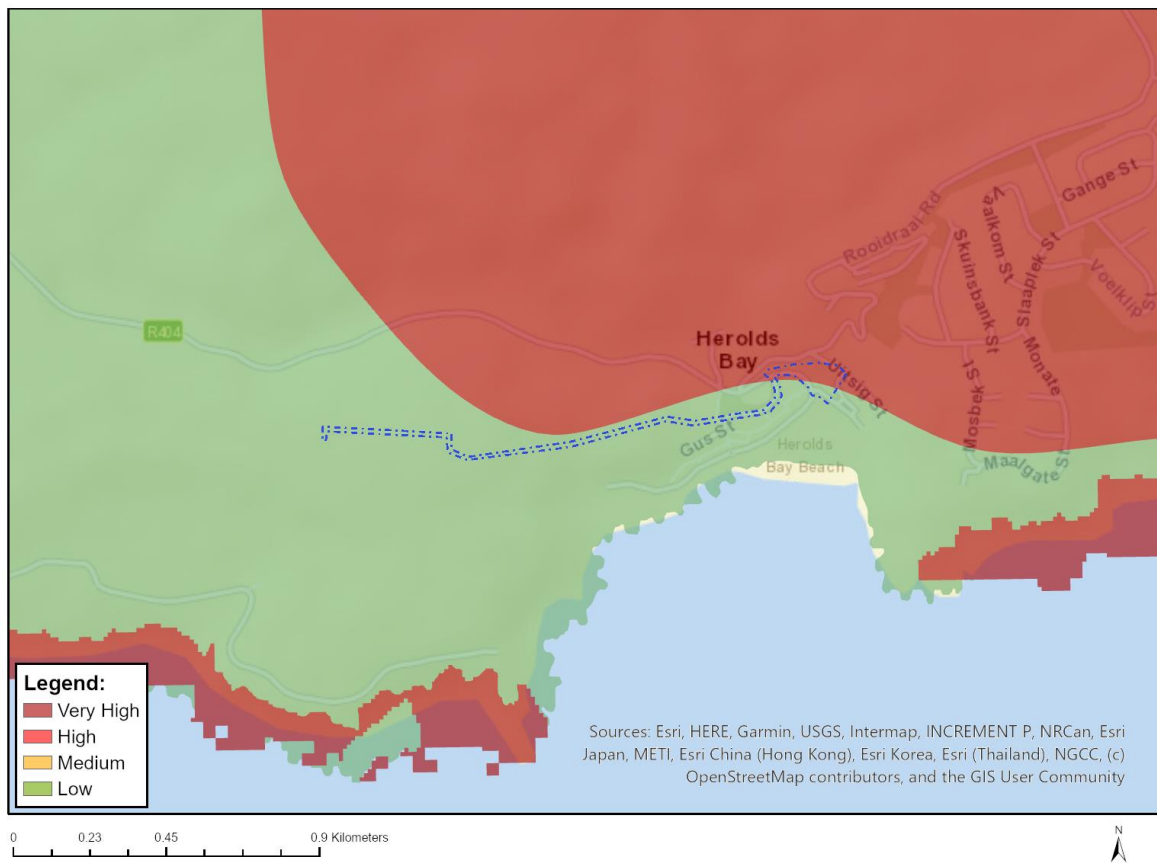 Gange St
Vaalkom St
Rooidraai Rd
Skuinsbank St
Slaaplek St
Voelklip St
R404
Herolds
Bay
Uitsig St
Monate
Mosbek St
Gus St
Herolds
Bay Beach
Maalgate St
Legend:
Very High
High
Medium
Low
Sources: Esri, HERE, Garmin, USGS, Intermap, INCREMENT P, NRCan, Esri
Japan, METI, Esri China (Hong Kong), Esri Korea, Esri (Thailand), NGCC, (c)
OpenStreetMap contributors, and the GIS User Community
0 0.23 0.45 0.9 Kilometers
N